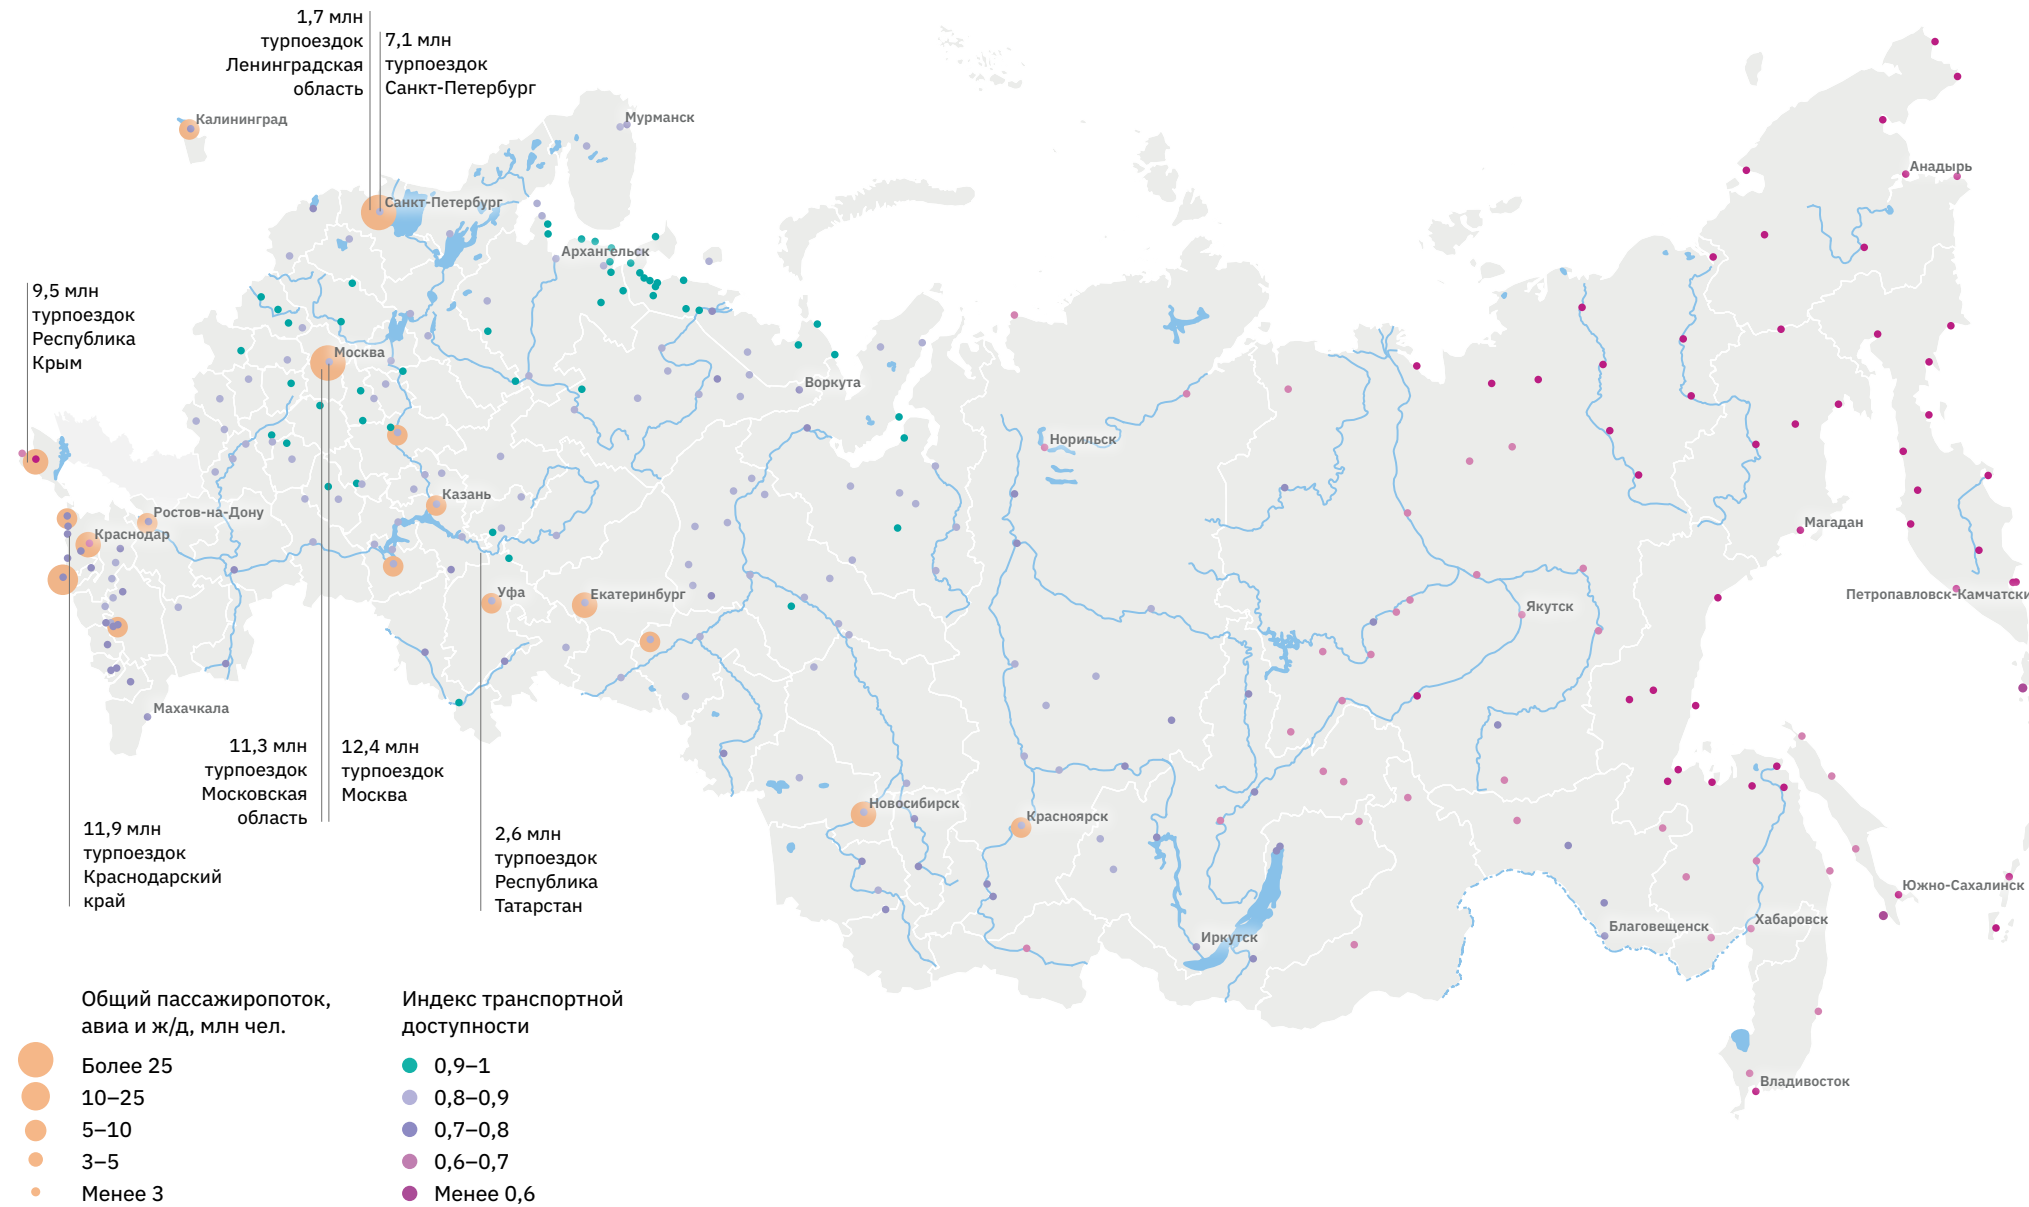 1,7 млн
турпоездок
Ленинградская
область
7,1 млн
турпоездок
Санкт-Петербург
Калининград
Мурманск
Анадырь
Санкт-Петербург
Архангельск
9,5 млн
турпоездок
Республика
Крым
Москва
Воркута
Норильск
Казань
Ростов-на-Дону
Краснодар
Магадан
Уфа
Екатеринбург
Якутск
Петропавловск-Камчатски
Махачкала
11,3 млн
турпоездок
Московская
область
12,4 млн
турпоездок
Москва
Новосибирск
Красноярск
11,9 млн
турпоездок
Краснодарский
край
2,6 млн
турпоездок
Республика
Татарстан
Южно-Сахалинск
Хабаровск
Благовещенск
Иркутск
Владивосток
Общий пассажиропоток,
авиа и ж/д, млн чел.
Более 25
10–25
5–10
3–5
Менее 3
Индекс транспортной
доступности
0,9–1
0,8–0,9
0,7–0,8
0,6–0,7
Менее 0,6